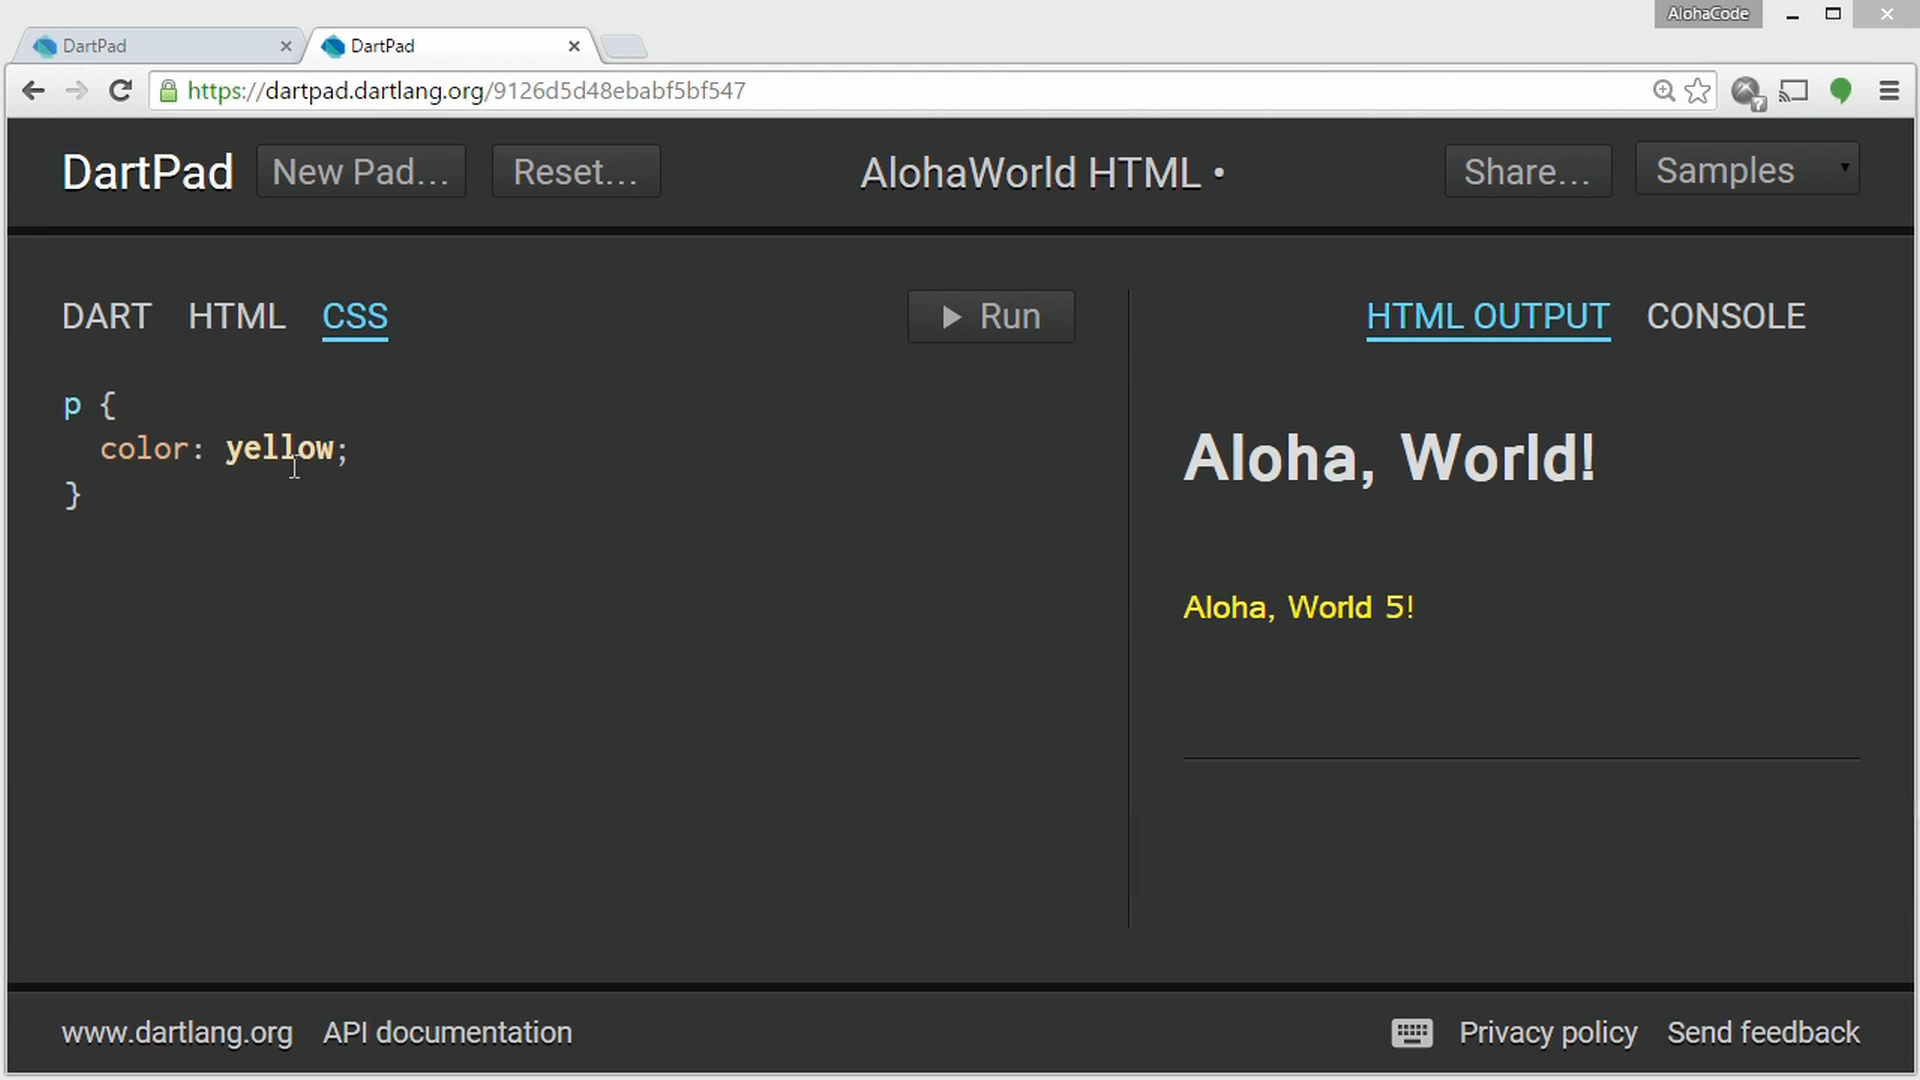 AlohaCode
DartPad
DartPad
https://dartpad.dartlang.org/9126d5d48ebabf5bf547
DartPad New Pad... Reset... AlohaWorld HTML • Share... Samples
DART HTML CSS Run HTML OUTPUT CONSOLE
p {
color: yellow;
}
Aloha, World!
Aloha, World 5!
www.dartlang.org API documentation Privacy policy Send feedback